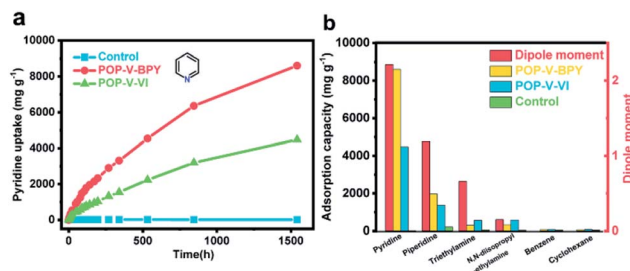 a
Pyridine uptake (mg g⁻¹)
10000
8000
6000
4000
2000
0
Control
POP-V-BPY
POP-V-VI
N
0
500
1000
1500
Time(h)
b
Adsorption capacity (mg g⁻¹)
10000
8000
6000
4000
2000
0
Dipole moment
POP-V-BPY
POP-V-VI
Control
2
1
0
Dipole moment
Pyridine
Piperidine
Triethylamine
N,N-diisopropyl
ethylamine
Benzene
Cyclohexane